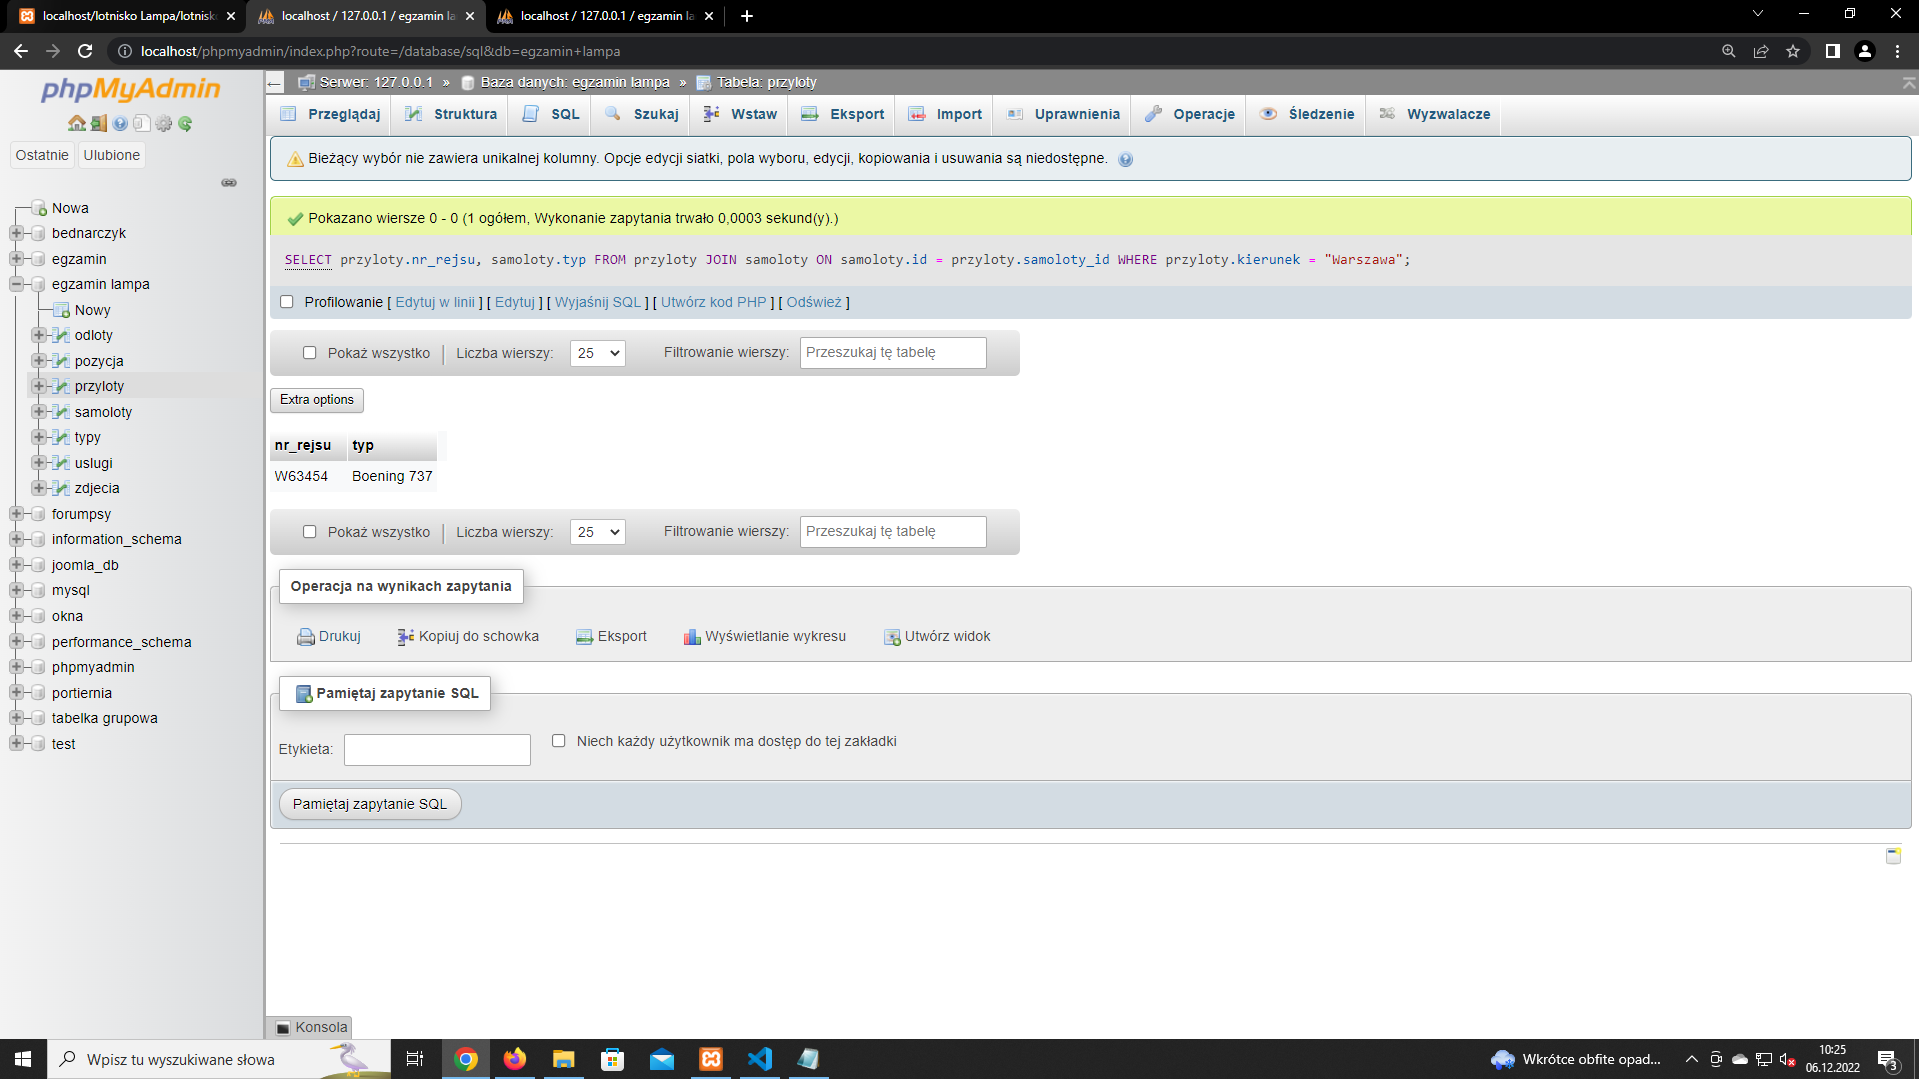 localhost/lotnisko Lampa/lotnisk
localhost / 127.0.0.1 / egzamin la
localhost / 127.0.0.1 / egzamin la
localhost/phpmyadmin/index.php?route=/database/sql&db=egzamin+lampa
phpMyAdmin
Ostatnie
Ulubione
Nowa
bednarczyk
egzamin
egzamin lampa
Nowy
odloty
pozycja
przyloty
samoloty
typy
uslugi
zdjecia
forumpsy
information_schema
joomla_db
mysql
okna
performance_schema
phpmyadmin
portiernia
tabelka grupowa
test
Serwer: 127.0.0.1 » Baza danych: egzamin lampa » Tabela: przyloty
Przeglądaj Struktura SQL Szukaj Wstaw Eksport Import Uprawnienia Operacje Śledzenie Wyzwalacze
Bieżący wybór nie zawiera unikalnej kolumny. Opcje edycji siatki, pola wyboru, edycji, kopiowania i usuwania są niedostępne.
Pokazano wiersze 0 - 0 (1 ogółem, Wykonanie zapytania trwało 0,0003 sekund(y).)
SELECT przyloty.nr_rejsu, samoloty.typ FROM przyloty JOIN samoloty ON samoloty.id = przyloty.samoloty_id WHERE przyloty.kierunek = "Warszawa";
Profilowanie [ Edytuj w linii ] [ Edytuj ] [ Wyjaśnij SQL ] [ Utwórz kod PHP ] [ Odśwież ]
Pokaż wszystko | Liczba wierszy: 25 Filtrowanie wierszy: Przeszukaj tę tabelę
Extra options
nr_rejsu typ
W63454 Boening 737
Pokaż wszystko | Liczba wierszy: 25 Filtrowanie wierszy: Przeszukaj tę tabelę
Operacja na wynikach zapytania
Drukuj Kopiuj do schowka Eksport Wyświetlanie wykresu Utwórz widok
Pamiętaj zapytanie SQL
Etykieta: Niech każdy użytkownik ma dostęp do tej zakładki
Pamiętaj zapytanie SQL
Konsola
Wpisz tu wyszukiwane słowa
Wkrótce obfite opad...
10:25
06.12.2022
3